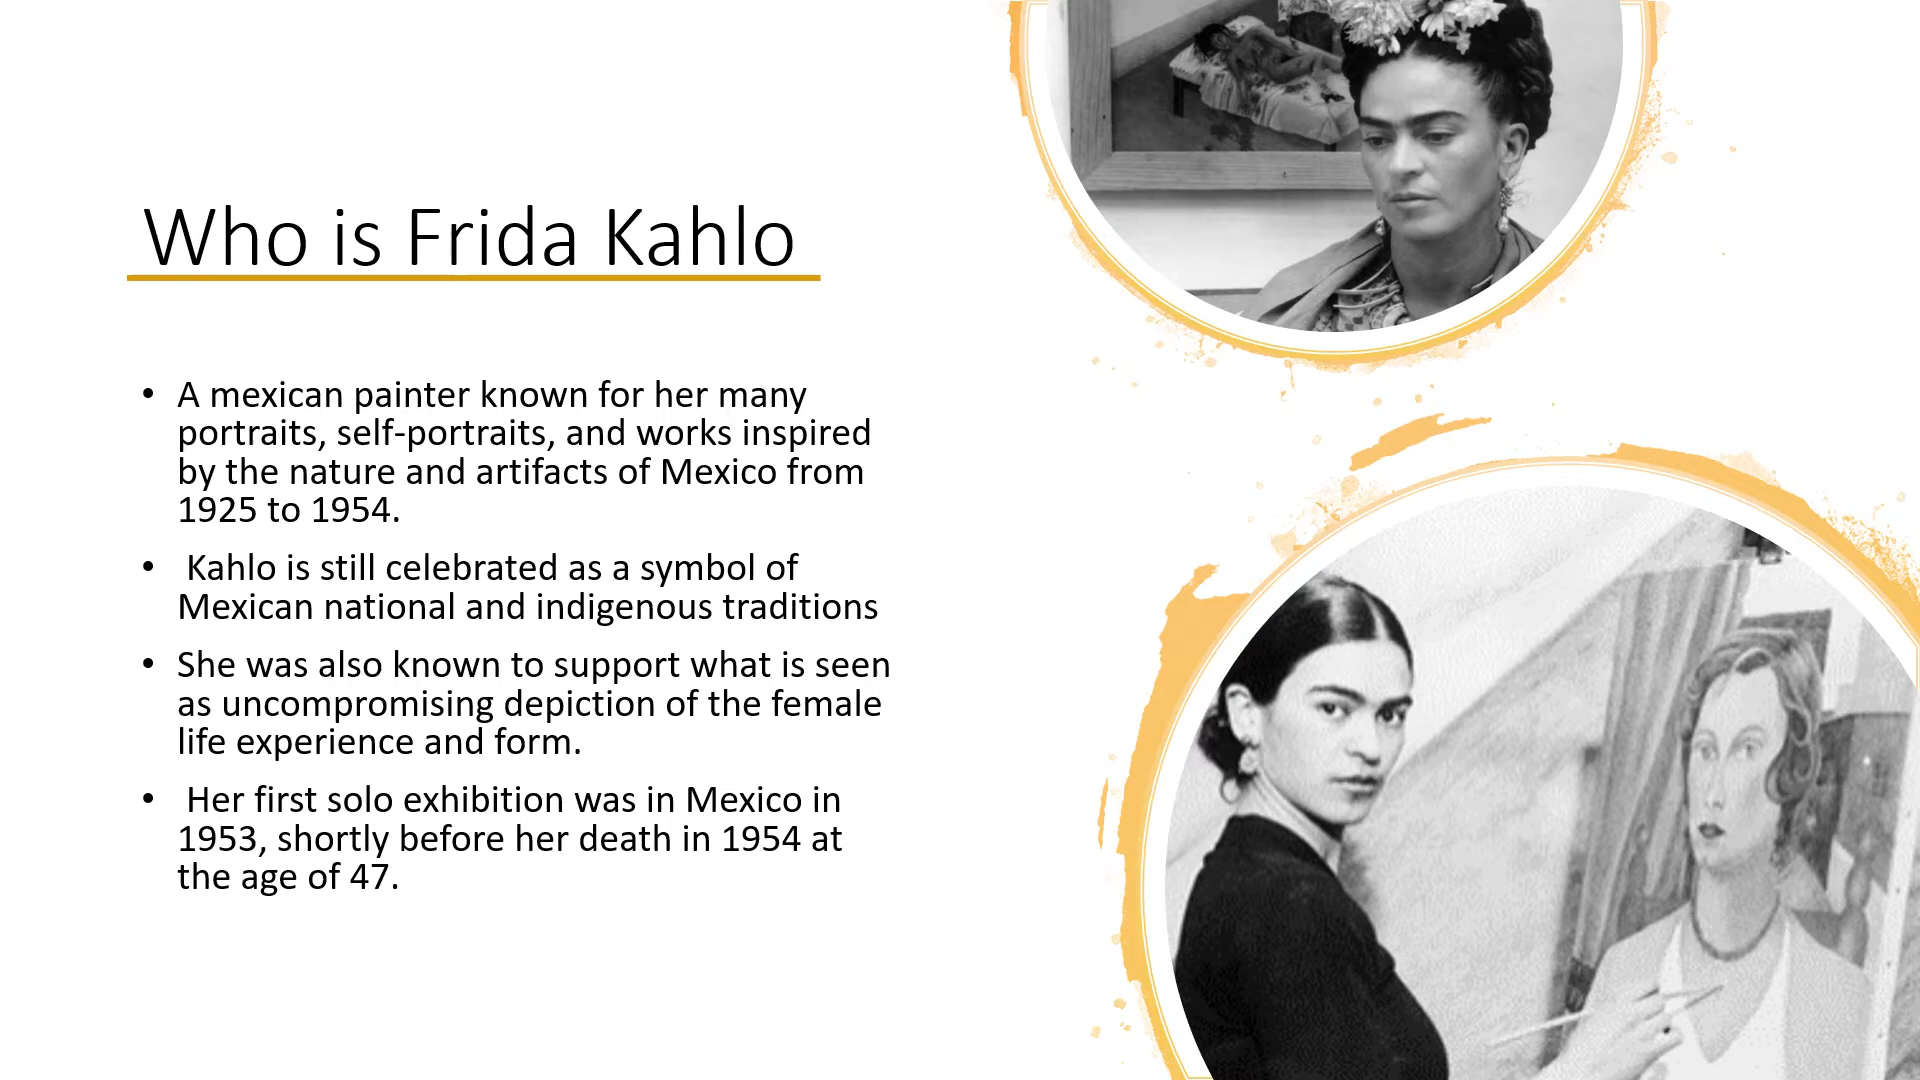 Who is Frida Kahlo
• A mexican painter known for her many
portraits, self-portraits, and works inspired
by the nature and artifacts of Mexico from
1925 to 1954.
• Kahlo is still celebrated as a symbol of
Mexican national and indigenous traditions
• She was also known to support what is seen
as uncompromising depiction of the female
life experience and form.
• Her first solo exhibition was in Mexico in
1953, shortly before her death in 1954 at
the age of 47.